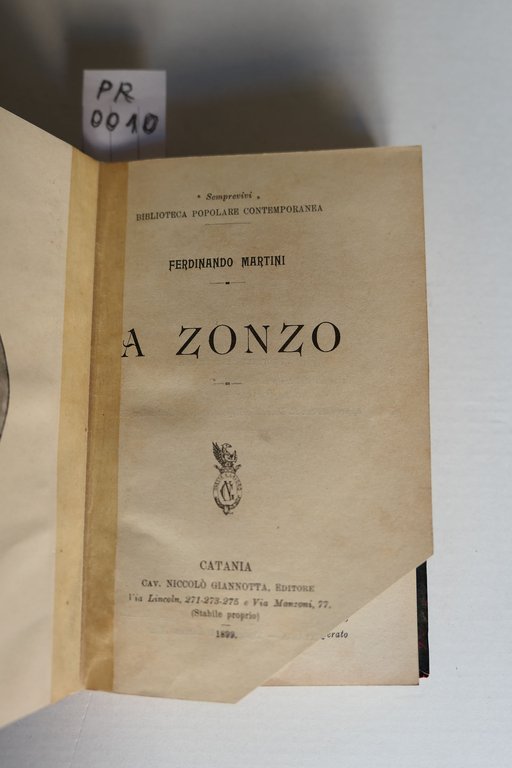 PR
0010
" Semprevivi „
BIBLIOTECA POPOLARE CONTEMPORANEA
FERDINANDO MARTINI
A ZONZO
CATANIA
CAV. NICCOLÒ GIANNOTTA, EDITORE
Via Lincoln, 271-273-275 e Via Manzoni, 77.
(Stabile proprio)
1899.